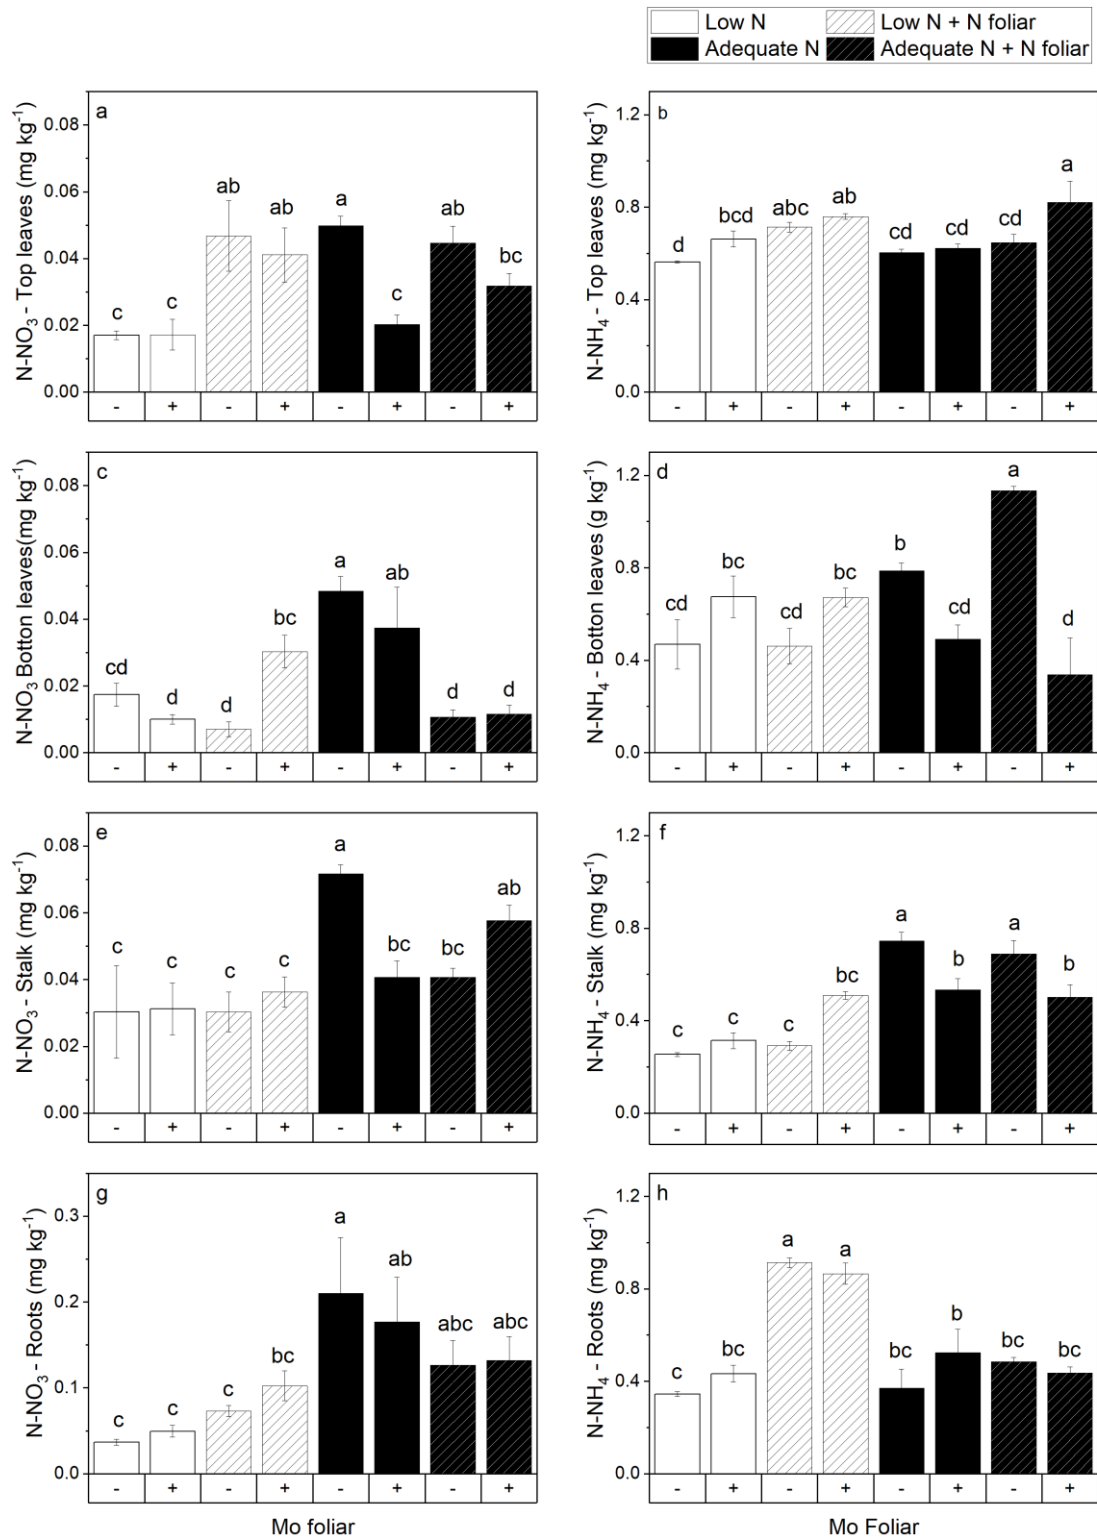 Low N
Low N + N foliar
Adequate N
Adequate N + N foliar
a
N-NO3 - Top leaves (mg kg-1)
0.08
0.06
0.04
0.02
0.00
c c ab ab a c ab bc
- + - + - + - +
b
N-NH4 - Top leaves (mg kg-1)
1.2
0.8
0.4
0.0
d bcd abc ab cd cd cd a
- + - + - + - +
c
N-NO3 Botton leaves(mg kg-1)
0.08
0.06
0.04
0.02
0.00
cd d d bc a ab d d
- + - + - + - +
d
N-NH4 - Botton leaves (g kg-1)
1.2
0.8
0.4
0.0
cd bc cd bc b cd a d
- + - + - + - +
e
N-NO3 - Stalk (mg kg-1)
0.08
0.06
0.04
0.02
0.00
c c c c a bc bc ab
- + - + - + - +
f
N-NH4 - Stalk (mg kg-1)
1.2
0.8
0.4
0.0
c c c bc a b a b
- + - + - + - +
g
N-NO3 - Roots (mg kg-1)
0.3
0.2
0.1
0.0
c c c bc a ab abc abc
- + - + - + - +
Mo foliar
h
N-NH4 - Roots (mg kg-1)
1.2
0.8
0.4
0.0
c bc a a bc b bc bc
- + - + - + - +
Mo Foliar